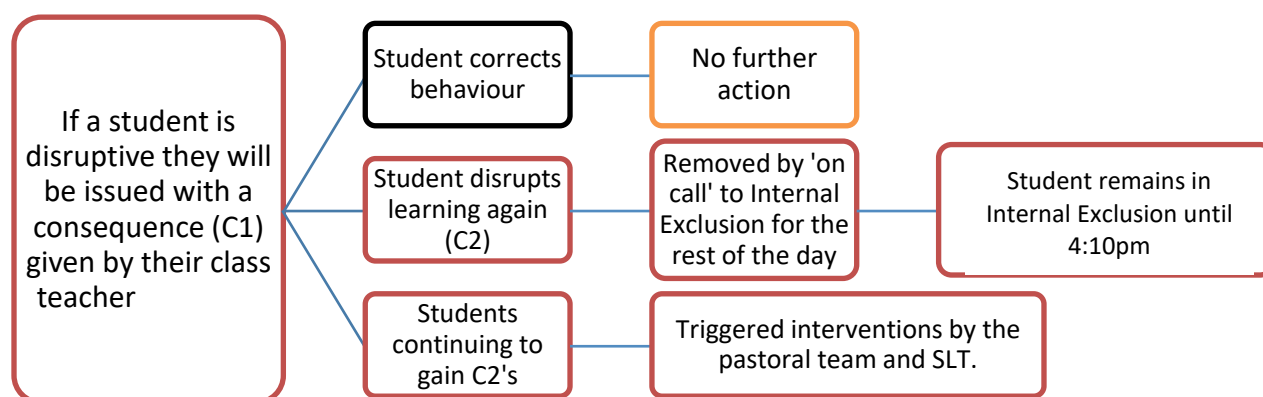 If a student is
disruptive they will
be issued with a
consequence (C1)
given by their class
teacher
Student corrects
behaviour
No further
action
Student disrupts
learning again
(C2)
Removed by 'on
call' to Internal
Exclusion for the
rest of the day
Student remains in
Internal Exclusion until
4:10pm
Students
continuing to
gain C2's
Triggered interventions by the
pastoral team and SLT.